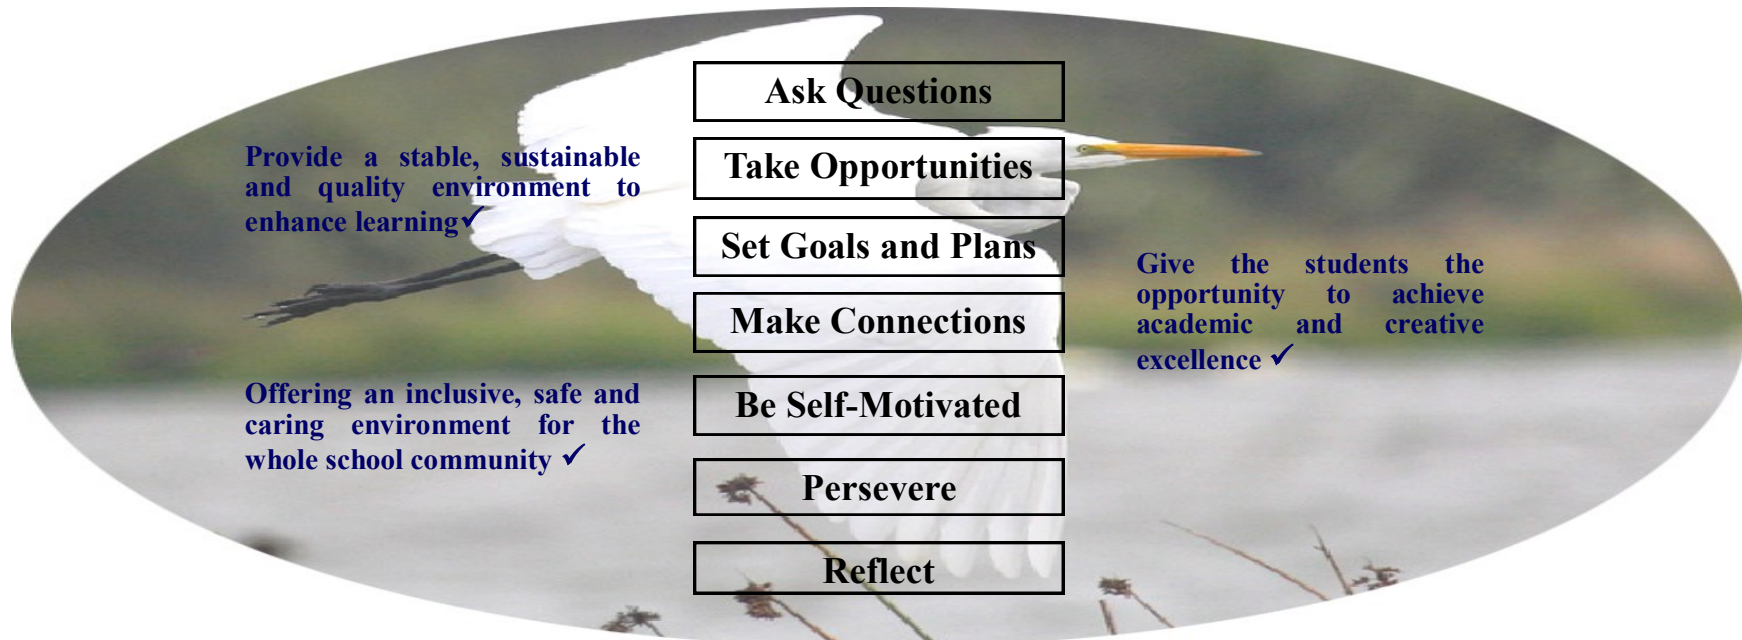 Ask Questions
Take Opportunities
Set Goals and Plans
Make Connections
Be Self-Motivated
Persevere
Reflect
Provide a stable, sustainable
and quality environment to
enhance learning✓
Offering an inclusive, safe and
caring environment for the
whole school community ✓
Give the students the
opportunity to achieve
academic and creative
excellence ✓